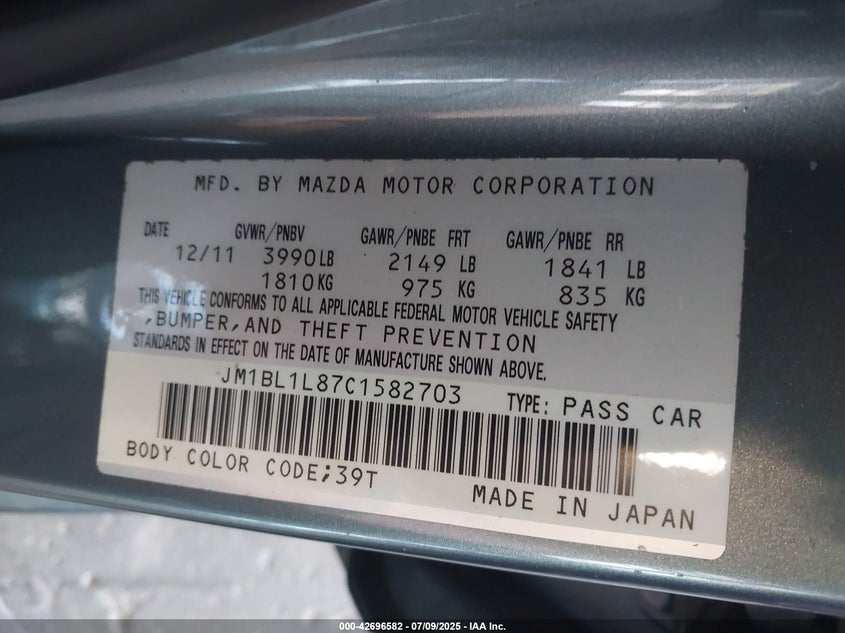 MFD. BY MAZDA MOTOR CORPORATION
DATE GVWR/PNBV GAWR/PNBE FRT GAWR/PNBE RR
12/11 3990LB 2149 LB 1841 LB
1810KG 975 KG 835 KG
THIS VEHICLE CONFORMS TO ALL APPLICABLE FEDERAL MOTOR VEHICLE SAFETY
,BUMPER,AND THEFT PREVENTION
STANDARDS IN EFFECT ON THE DATE OF MANUFACTURE SHOWN ABOVE.
JM1BL1L87C1582703 TYPE: PASS CAR
BODY COLOR CODE;39T
MADE IN JAPAN
000-42696582 - 07/09/2025 - IAA Inc.